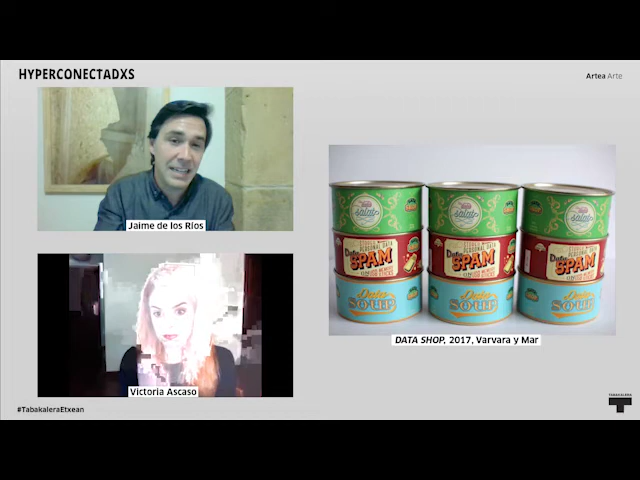 HYPERCONECTADXS
Artea Arte
Jaime de los Ríos
Victoria Ascaso
PERSONAL DATA
Data
SPAM
Data
SPAM
Data
SOUP
Data
SOUP
Data
SOUP
DATA SHOP, 2017, Varvara y Mar
#TabakaleraEtxean
TABAKALERA